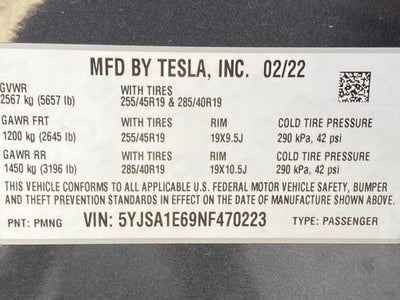 MFD BY TESLA, INC. 02/22
GVWR WITH TIRES
2567 kg (5657 lb) 255/45R19 & 285/40R19
GAWR FRT WITH TIRES RIM COLD TIRE PRESSURE
1200 kg (2645 lb) 255/45R19 19X9.5J 290 kPa, 42 psi
GAWR RR WITH TIRES RIM COLD TIRE PRESSURE
1450 kg (3196 lb) 285/40R19 19X10.5J 290 kPa, 42 psi
THIS VEHICLE CONFORMS TO ALL APPLICABLE U.S. FEDERAL MOTOR VEHICLE SAFETY, BUMPER
AND THEFT PREVENTION STANDARDS IN EFFECT ON THE DATE OF MANUFACTURE SHOWN ABOVE.
PNT: PMNG VIN: 5YJSA1E69NF470223 TYPE: PASSENGER